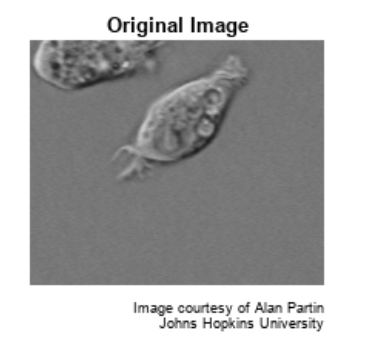 Original Image
Image courtesy of Alan Partin
Johns Hopkins University